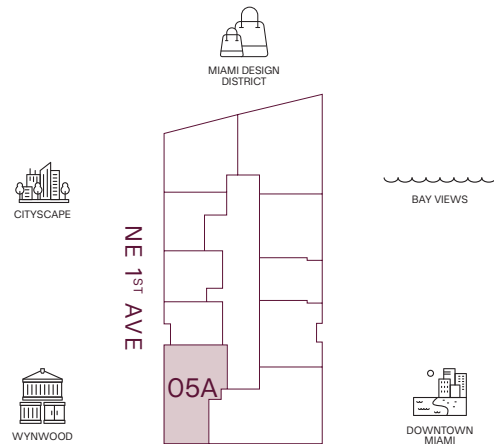 MIAMI DESIGN
DISTRICT
CITYSCAPE
BAY VIEWS
NE 1ST AVE
05A
WYNWOOD
DOWNTOWN
MIAMI